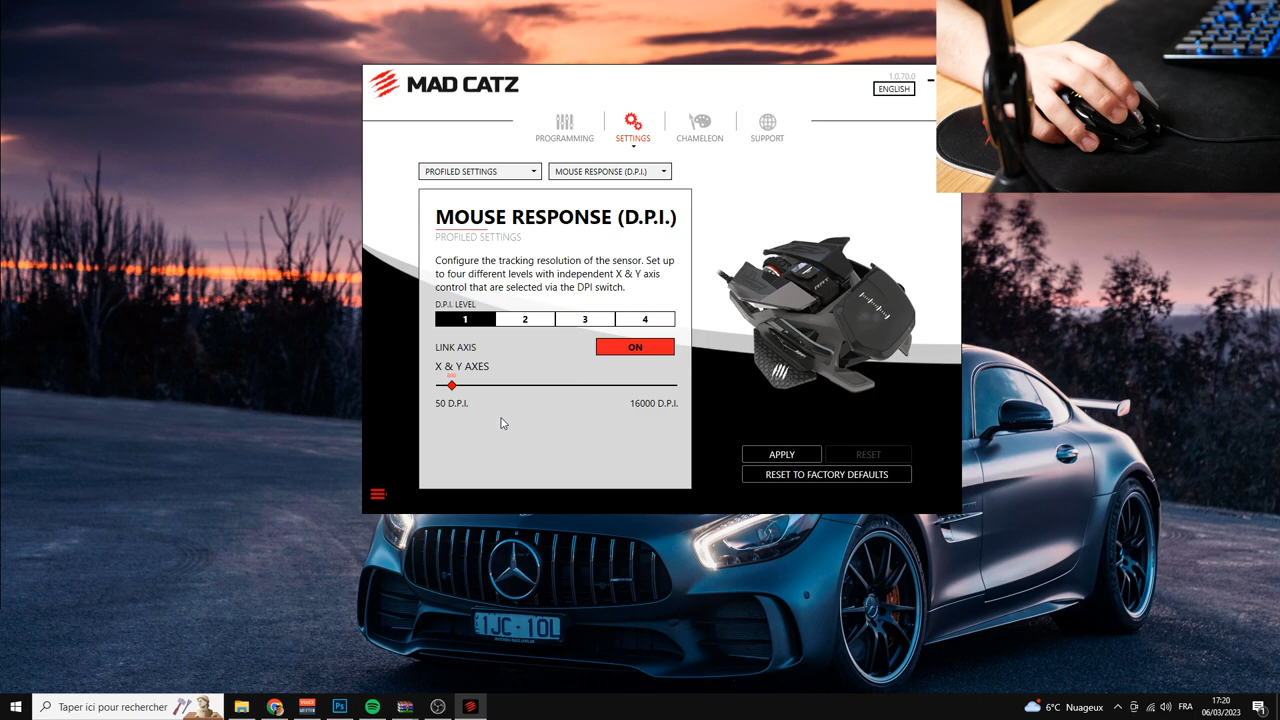 MAD CATZ
1.0.70.0
ENGLISH
PROGRAMMING
SETTINGS
CHAMELEON
SUPPORT
PROFILED SETTINGS
MOUSE RESPONSE (D.P.I.)
MOUSE RESPONSE (D.P.I.)
PROFILED SETTINGS
Configure the tracking resolution of the sensor. Set up
to four different levels with independent X & Y axis
control that are selected via the DPI switch.
D.P.I. LEVEL
1 2 3 4
LINK AXIS
ON
X & Y AXES
50 D.P.I.
16000 D.P.I.
APPLY
RESET
RESET TO FACTORY DEFAULTS
1JC·10L
Taper ici pour rechercher
Ps
6°C Nuageux
FR
17:20
06/03/2023